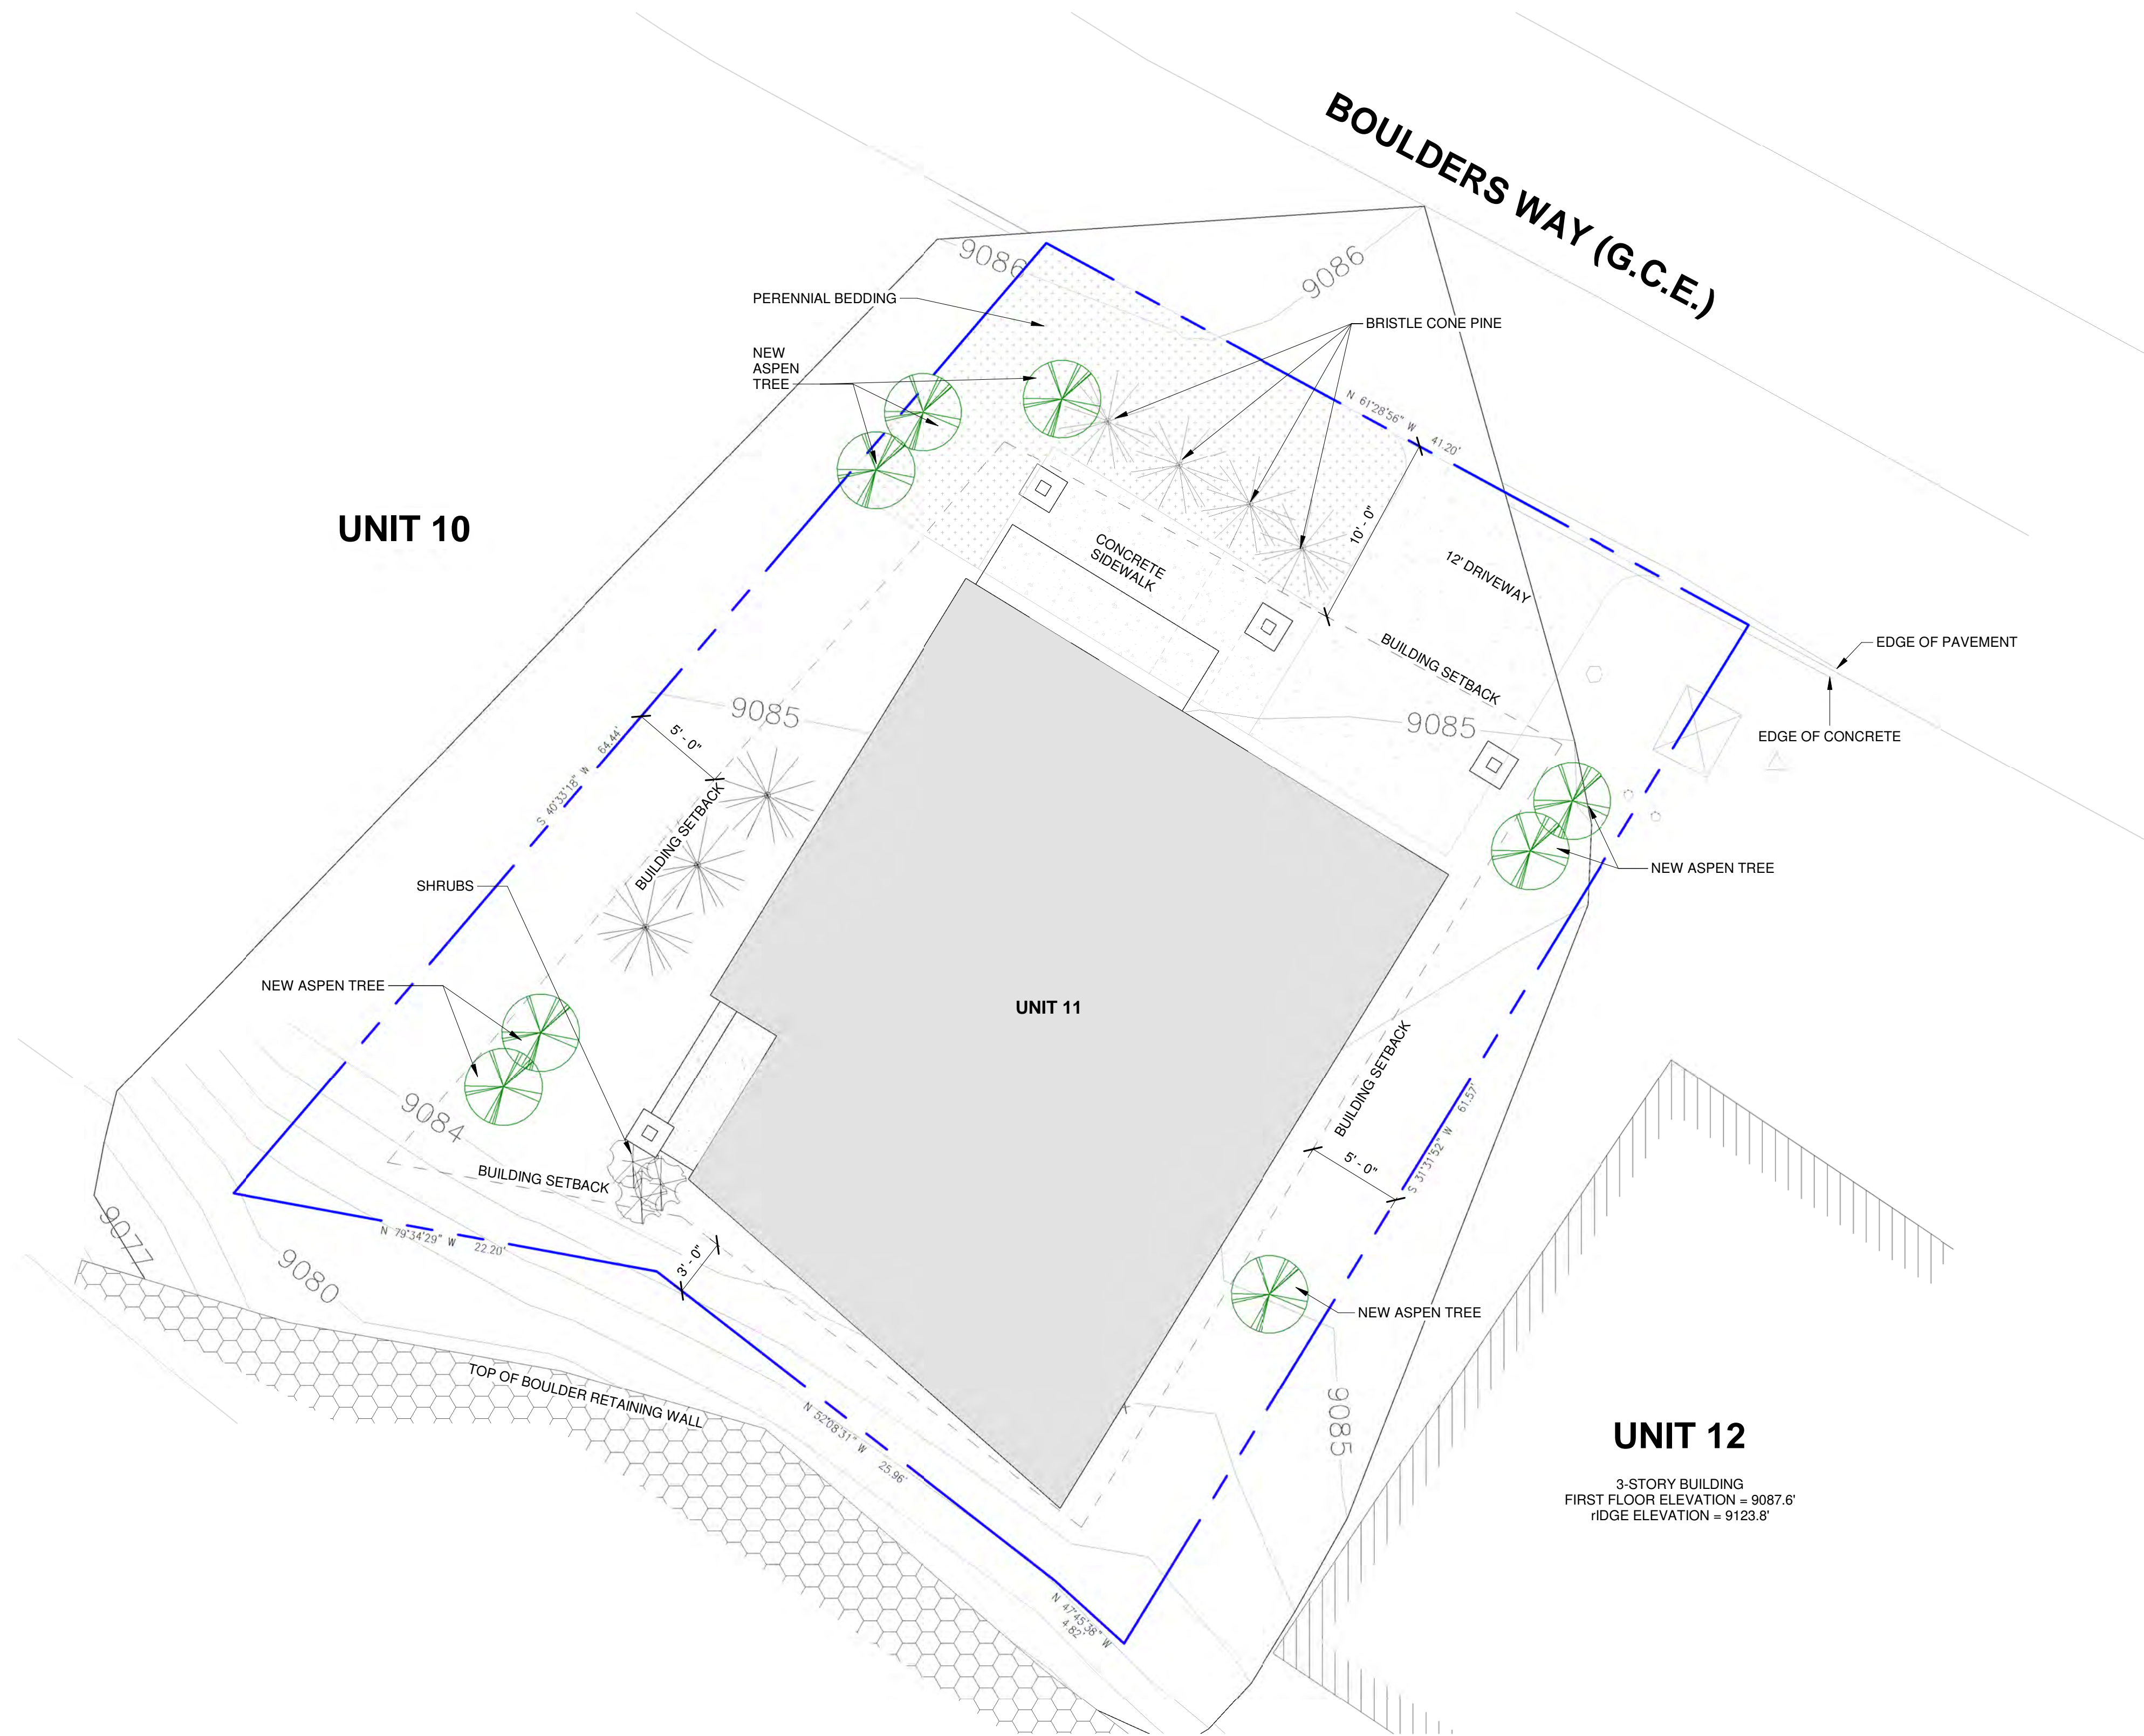 BOULDERS WAY (G.C.E.)
9086
9086
PERENNIAL BEDDING
BRISTLE CONE PINE
NEW
ASPEN
TREE
N 61°28'56" W 41.20'
UNIT 10
10' - 0"
CONCRETE
SIDEWALK
12' DRIVEWAY
BUILDING SETBACK
EDGE OF PAVEMENT
EDGE OF CONCRETE
9085
9085
5' - 0"
S 40°33'18" W 64.44'
BUILDING SETBACK
SHRUBS
NEW ASPEN TREE
NEW ASPEN TREE
UNIT 11
BUILDING SETBACK
9084
BUILDING SETBACK
5' - 0"
S 31°31'52" W 61.57'
9077
N 79°34'29" W 22.20'
9080
3' - 0"
NEW ASPEN TREE
TOP OF BOULDER RETAINING WALL
N 52°08'31" W 25.96'
9085
UNIT 12
3-STORY BUILDING
FIRST FLOOR ELEVATION = 9087.6'
rIDGE ELEVATION = 9123.8'
N 47°45'38" W
4.82'